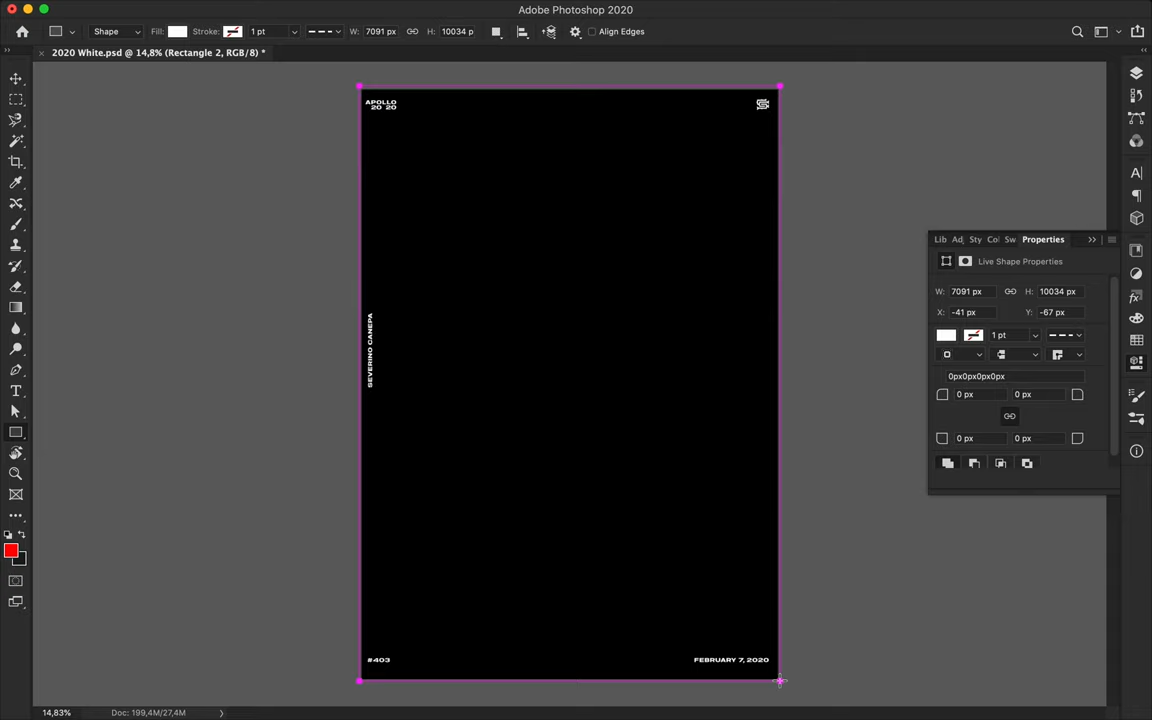 Adobe Photoshop 2020
Shape Fill: Stroke: 1 pt W: 7091 px H: 10034 p Align Edges
2020 White.psd @ 14,8% (Rectangle 2, RGB/8) *
APOLLO
20 20
SEVERINO CANEPA
#403
FEBRUARY 7, 2020
Lib Adj Sty Col Sw Properties
Live Shape Properties
W: 7091 px H: 10034 px
X: -41 px Y: -67 px
1 pt
0px0px0px0px
0 px 0 px
0 px 0 px
14,83% Doc: 199,4M/27,4M